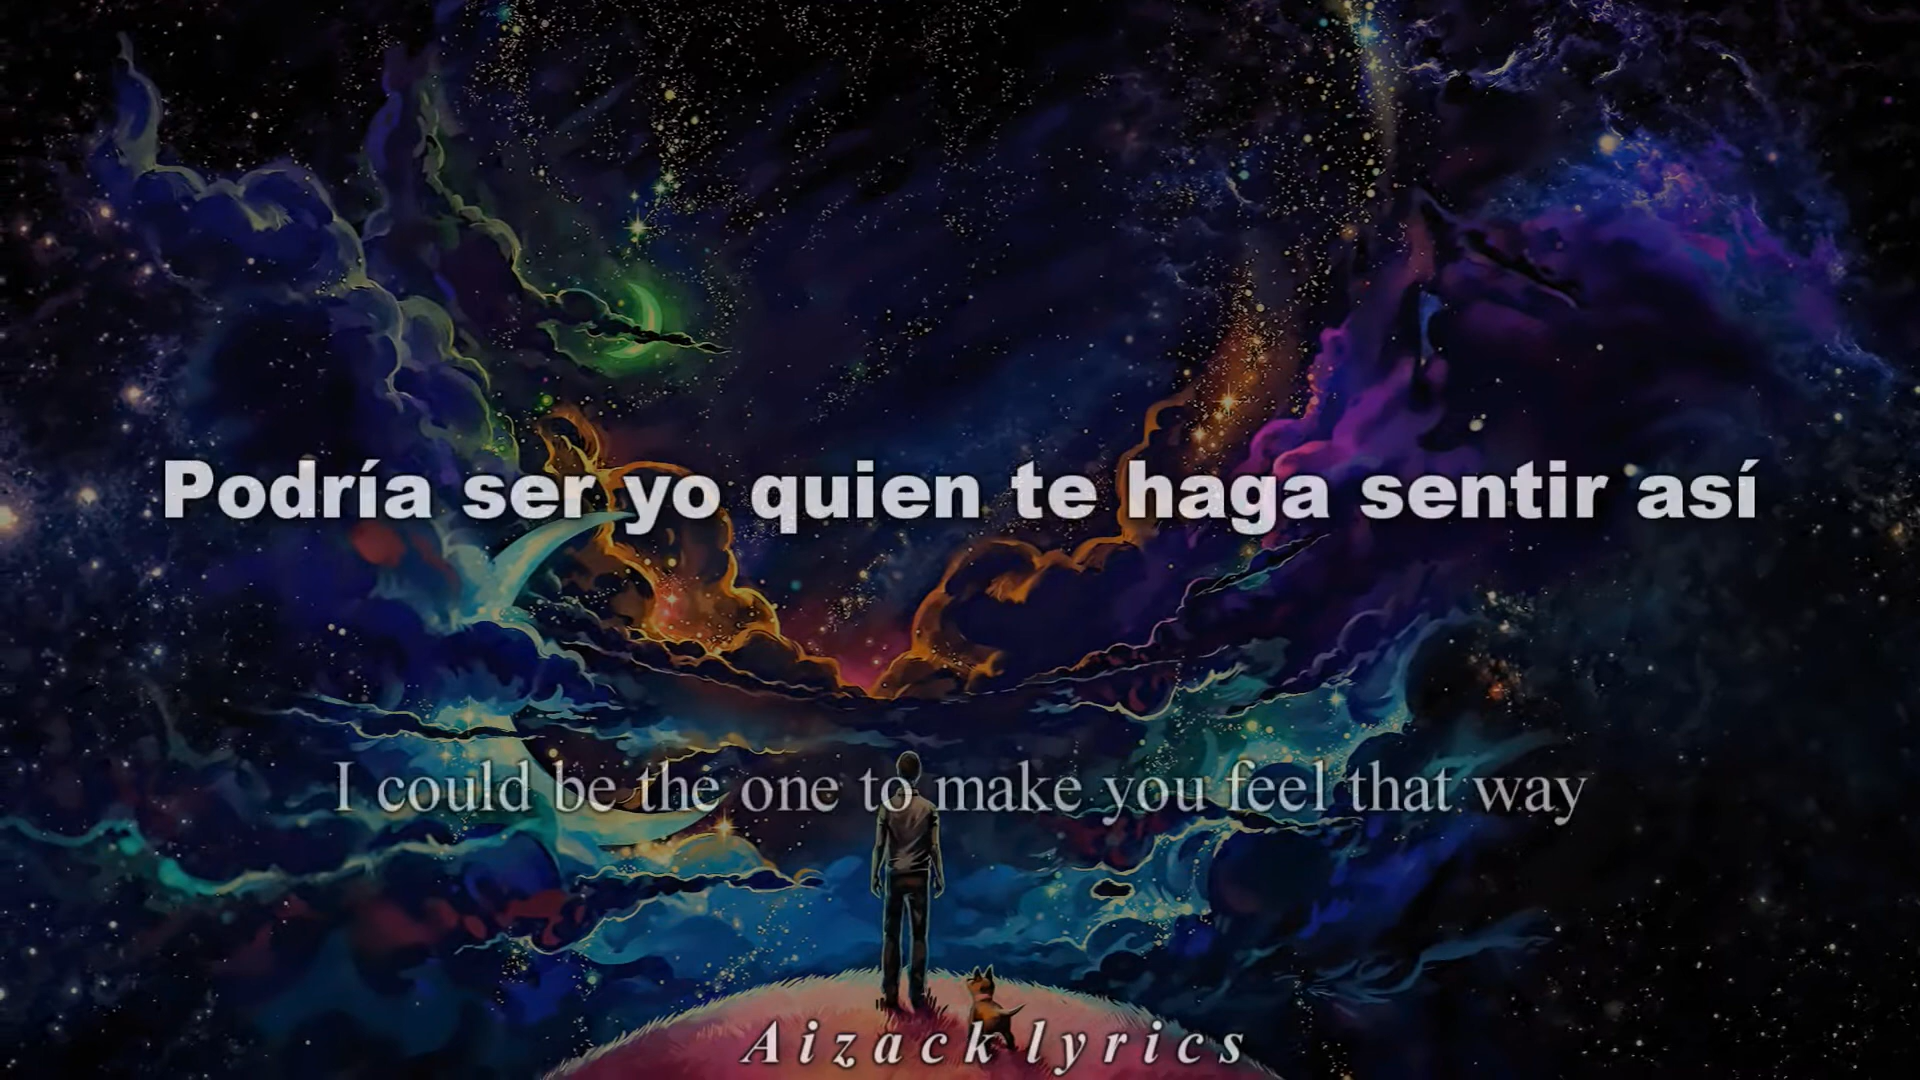 Podría ser yo quien te haga sentir así
I could be the one to make you feel that way
Aizack lyrics